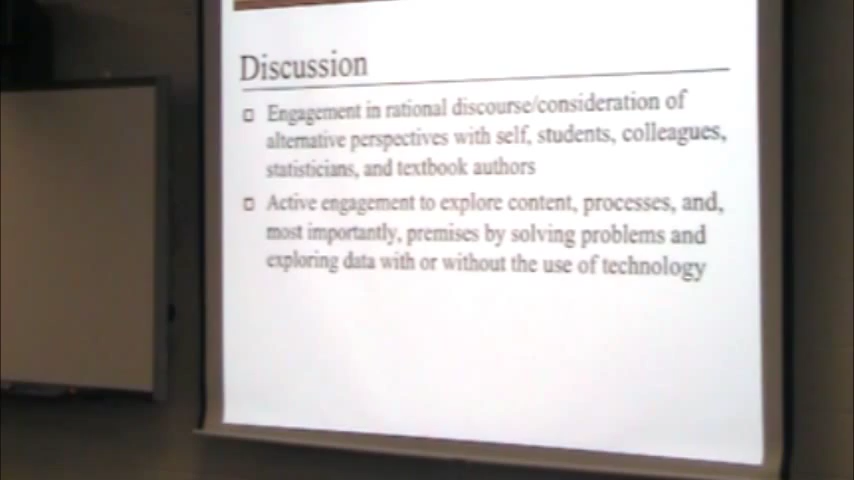 Discussion
Engagement in rational discourse/consideration of
alternative perspectives with self, students, colleagues,
statisticians, and textbook authors
Active engagement to explore content, processes, and,
most importantly, premises by solving problems and
exploring data with or without the use of technology